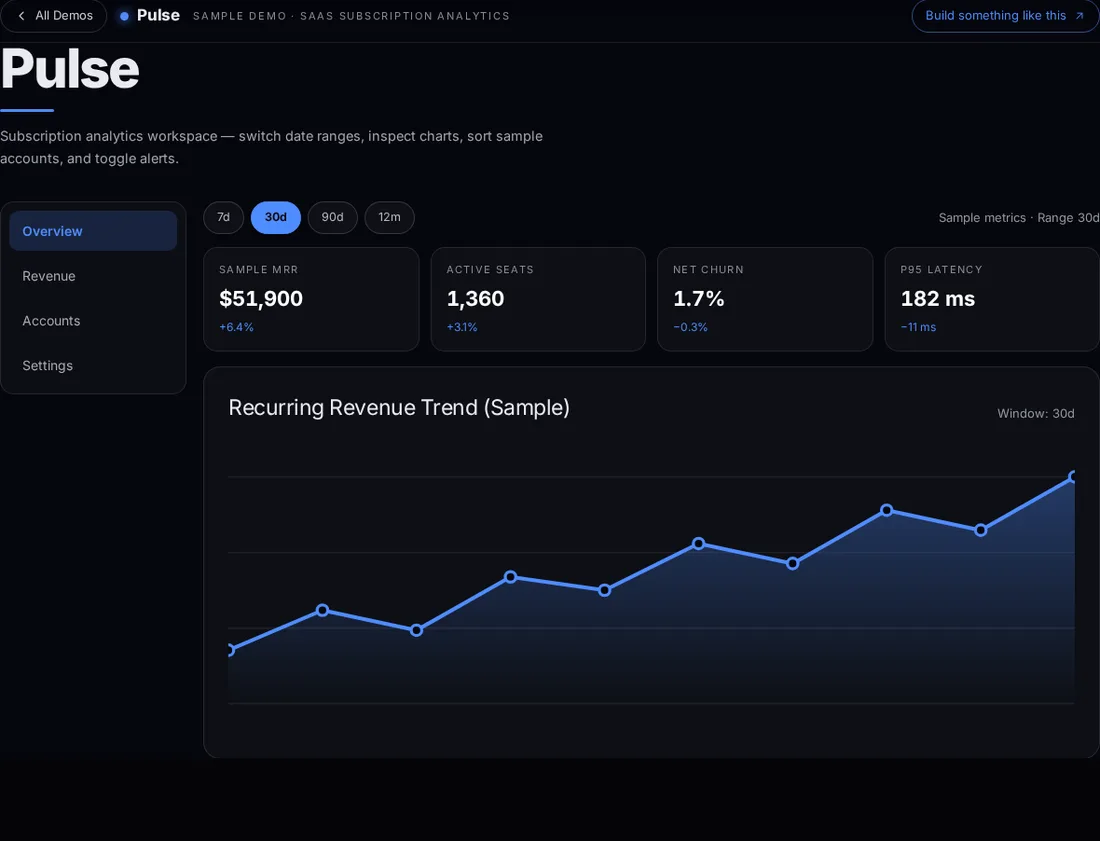 All Demos
Pulse
SAMPLE DEMO · SAAS SUBSCRIPTION ANALYTICS
Build something like this ↗
Pulse
Subscription analytics workspace — switch date ranges, inspect charts, sort sample
accounts, and toggle alerts.
Overview
Revenue
Accounts
Settings
7d
30d
90d
12m
Sample metrics · Range 30d
SAMPLE MRR
$51,900
+6.4%
ACTIVE SEATS
1,360
+3.1%
NET CHURN
1.7%
−0.3%
P95 LATENCY
182 ms
−11 ms
Recurring Revenue Trend (Sample)
Window: 30d